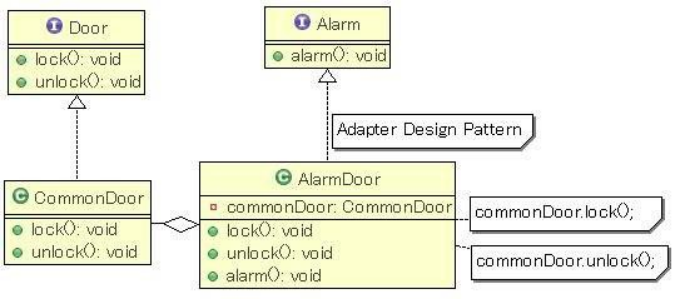 I Door
lock(): void
unlock(): void
I Alarm
alarm(): void
Adapter Design Pattern
C CommonDoor
lock(): void
unlock(): void
C AlarmDoor
commonDoor: CommonDoor
lock(): void
unlock(): void
alarm(): void
commonDoor.lock();
commonDoor.unlock();